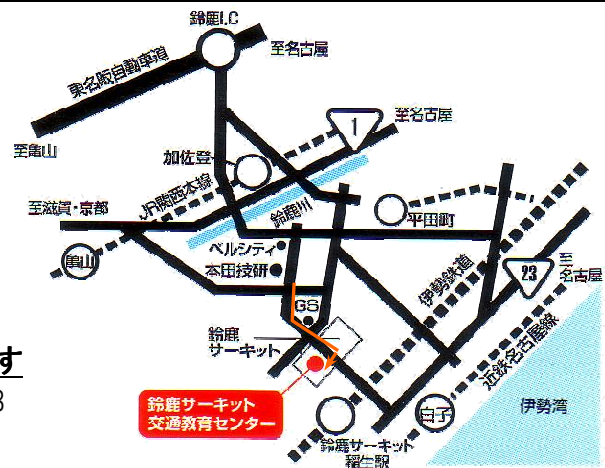 鈴鹿I.C
至名古屋
東名阪自動車道
至亀山
1
至名古屋
加佐登
JR関西本線
至滋賀・京都
鈴鹿川
平田町
亀山
ベルシティ
本田技研
伊勢鉄道
23
至
名古屋
GS
鈴鹿
サーキット
近鉄名古屋線
す
3
鈴鹿サーキット
交通教育センター
白子
伊勢湾
鈴鹿サーキット
稲生駅